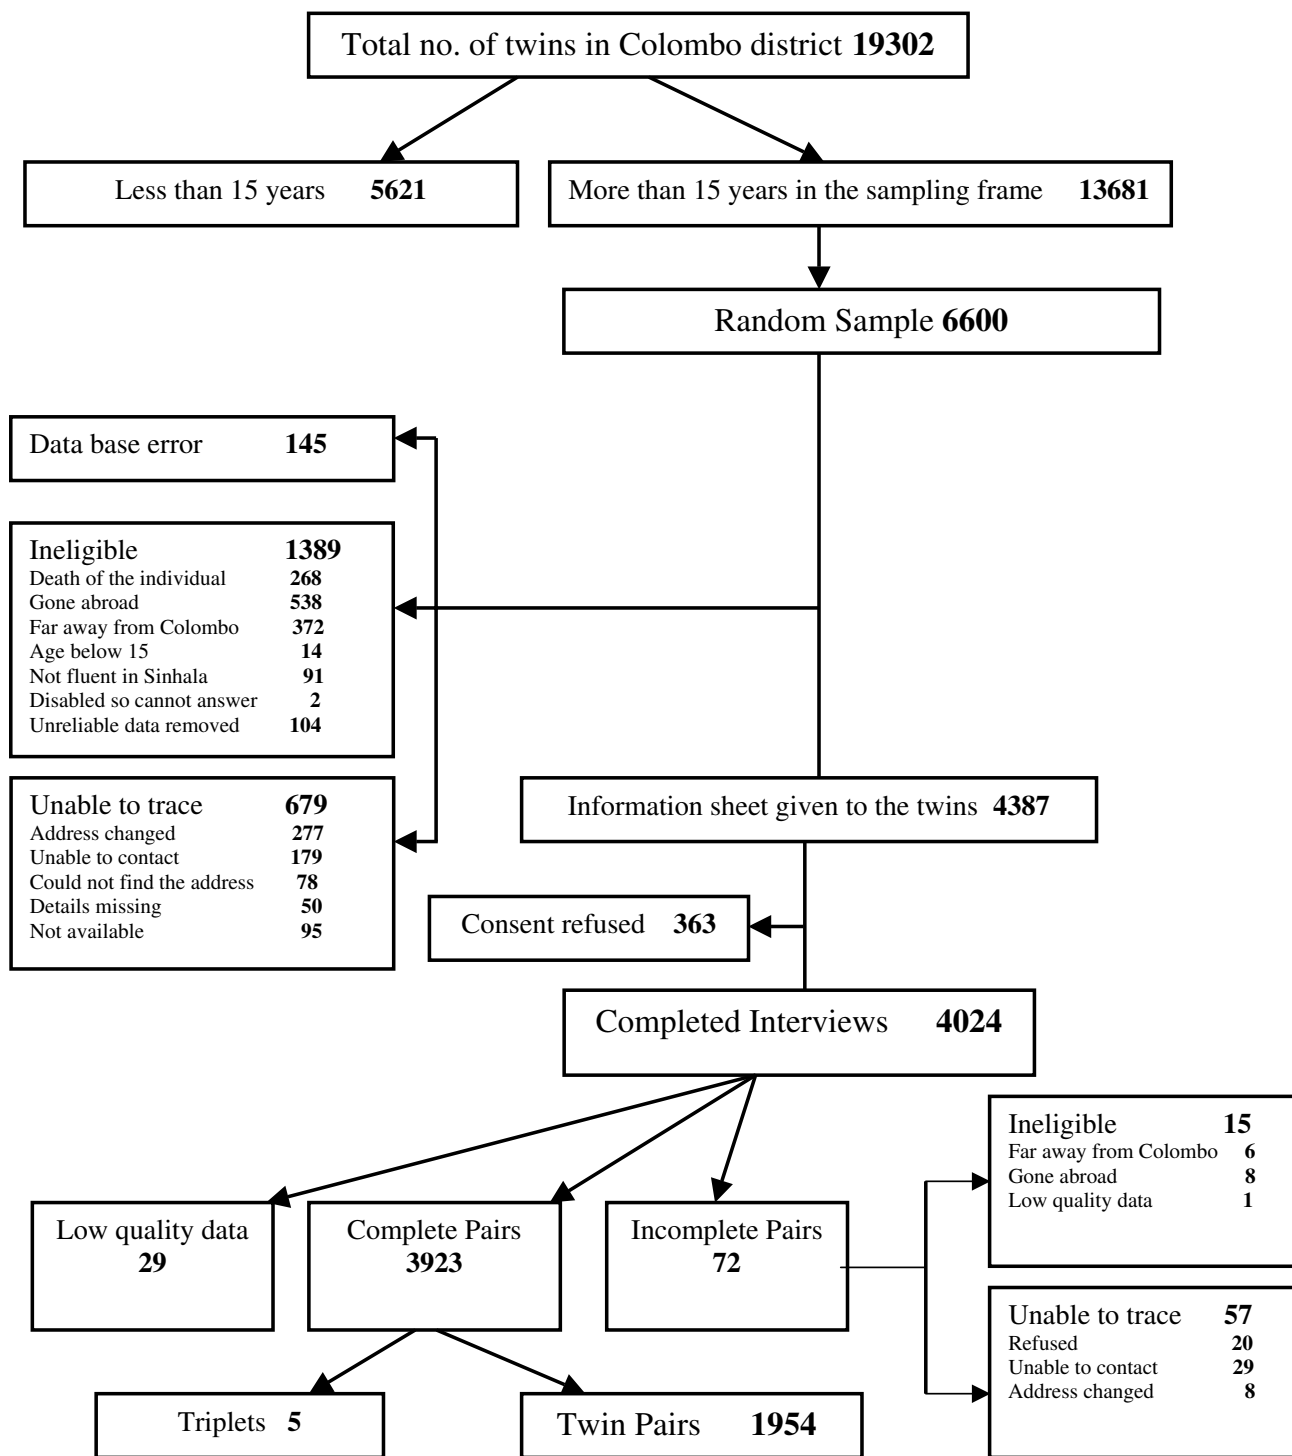 Total no. of twins in Colombo district 19302
Less than 15 years 5621
More than 15 years in the sampling frame 13681
Random Sample 6600
Data base error 145
Ineligible 1389
Death of the individual 268
Gone abroad 538
Far away from Colombo 372
Age below 15 14
Not fluent in Sinhala 91
Disabled so cannot answer 2
Unreliable data removed 104
Unable to trace 679
Address changed 277
Unable to contact 179
Could not find the address 78
Details missing 50
Not available 95
Information sheet given to the twins 4387
Consent refused 363
Completed Interviews 4024
Low quality data
29
Complete Pairs
3923
Incomplete Pairs
72
Ineligible 15
Far away from Colombo 6
Gone abroad 8
Low quality data 1
Unable to trace 57
Refused 20
Unable to contact 29
Address changed 8
Triplets 5
Twin Pairs 1954